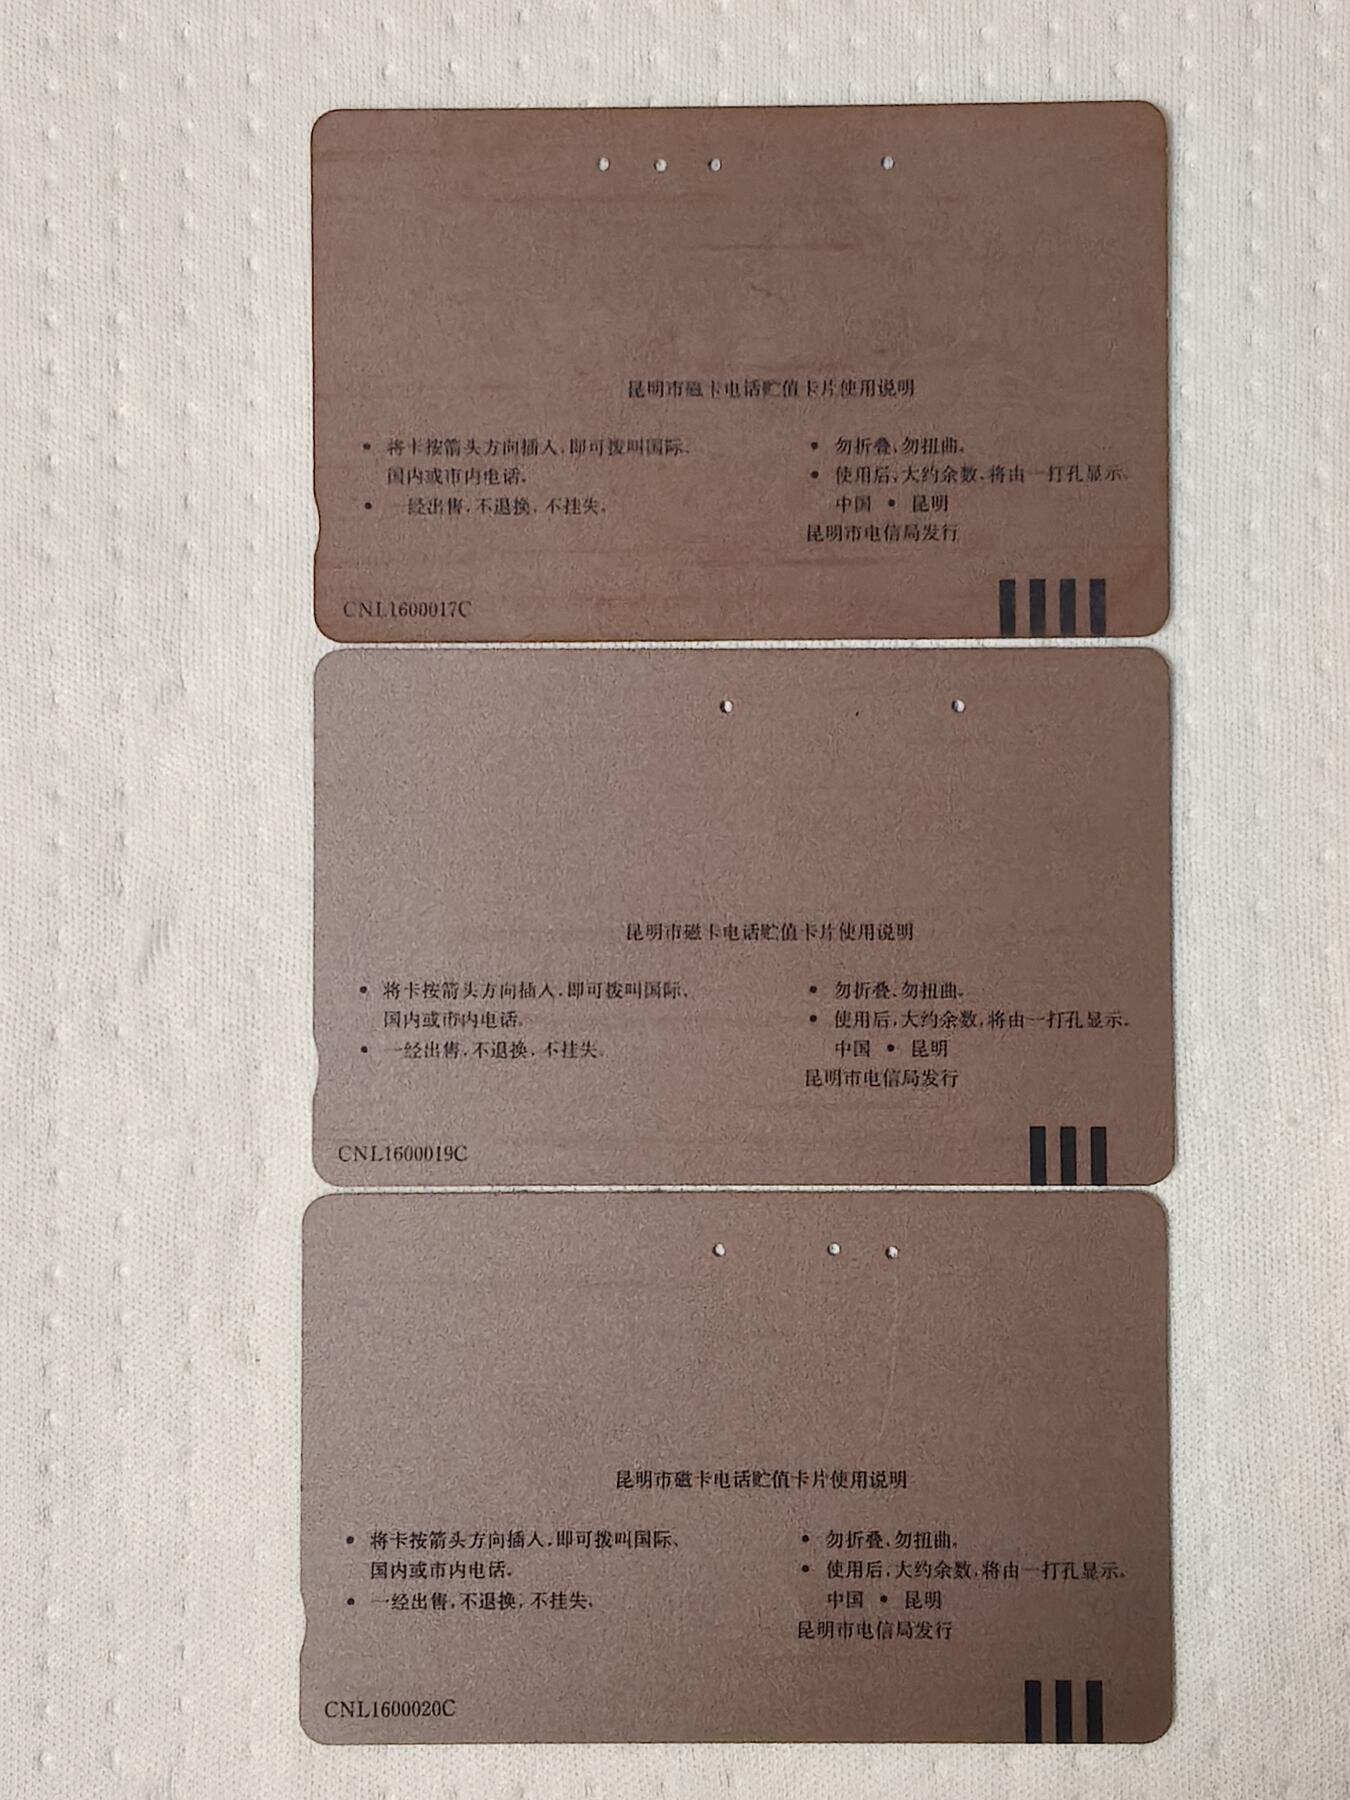 昆明市磁卡电话贮值卡片使用说明
• 将卡按箭头方向插入,即可拨叫国际、
国内或市内电话。
• 一经出售,不退换,不挂失。
• 勿折叠、勿扭曲。
• 使用后,大约余数,将由一打孔显示。
中国 • 昆明
昆明市电信局发行
CNL1600017C
昆明市磁卡电话贮值卡片使用说明
• 将卡按箭头方向插入,即可拨叫国际、
国内或市内电话。
• 一经出售,不退换,不挂失。
• 勿折叠、勿扭曲。
• 使用后,大约余数,将由一打孔显示。
中国 • 昆明
昆明市电信局发行
CNL1600019C
昆明市磁卡电话贮值卡片使用说明
• 将卡按箭头方向插入,即可拨叫国际、
国内或市内电话。
• 一经出售,不退换,不挂失。
• 勿折叠、勿扭曲。
• 使用后,大约余数,将由一打孔显示。
中国 • 昆明
昆明市电信局发行
CNL1600020C